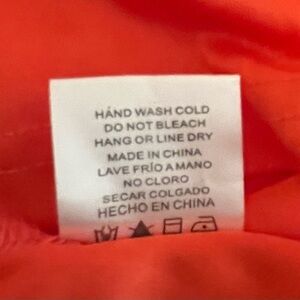 HAND WASH COLD
DO NOT BLEACH
HANG OR LINE DRY
MADE IN CHINA
LAVE FRÍO A MANO
NO CLORO
SECAR COLGADO
HECHO EN CHINA